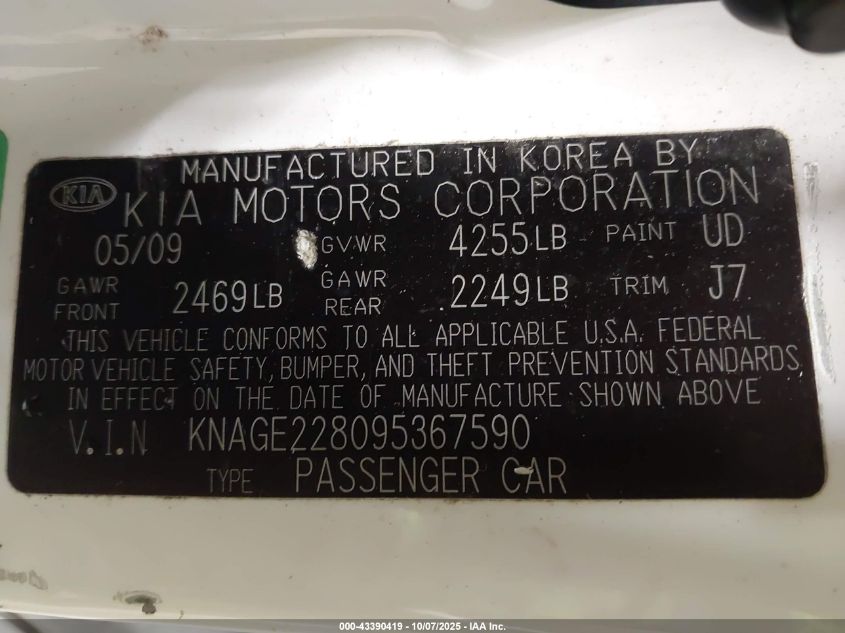 MANUFACTURED IN KOREA BY
KIA KIA MOTORS CORPORATION
05/09 GVWR 4255LB PAINT UD
GAWR FRONT 2469LB GAWR REAR 2249LB TRIM J7
THIS VEHICLE CONFORMS TO ALL APPLICABLE U.S.A. FEDERAL
MOTOR VEHICLE SAFETY, BUMPER, AND THEFT PREVENTION STANDARDS
IN EFFECT ON THE DATE OF MANUFACTURE SHOWN ABOVE
V.I.N KNAGE228095367590
TYPE PASSENGER CAR
000-43390419 - 10/07/2025 - IAA Inc.